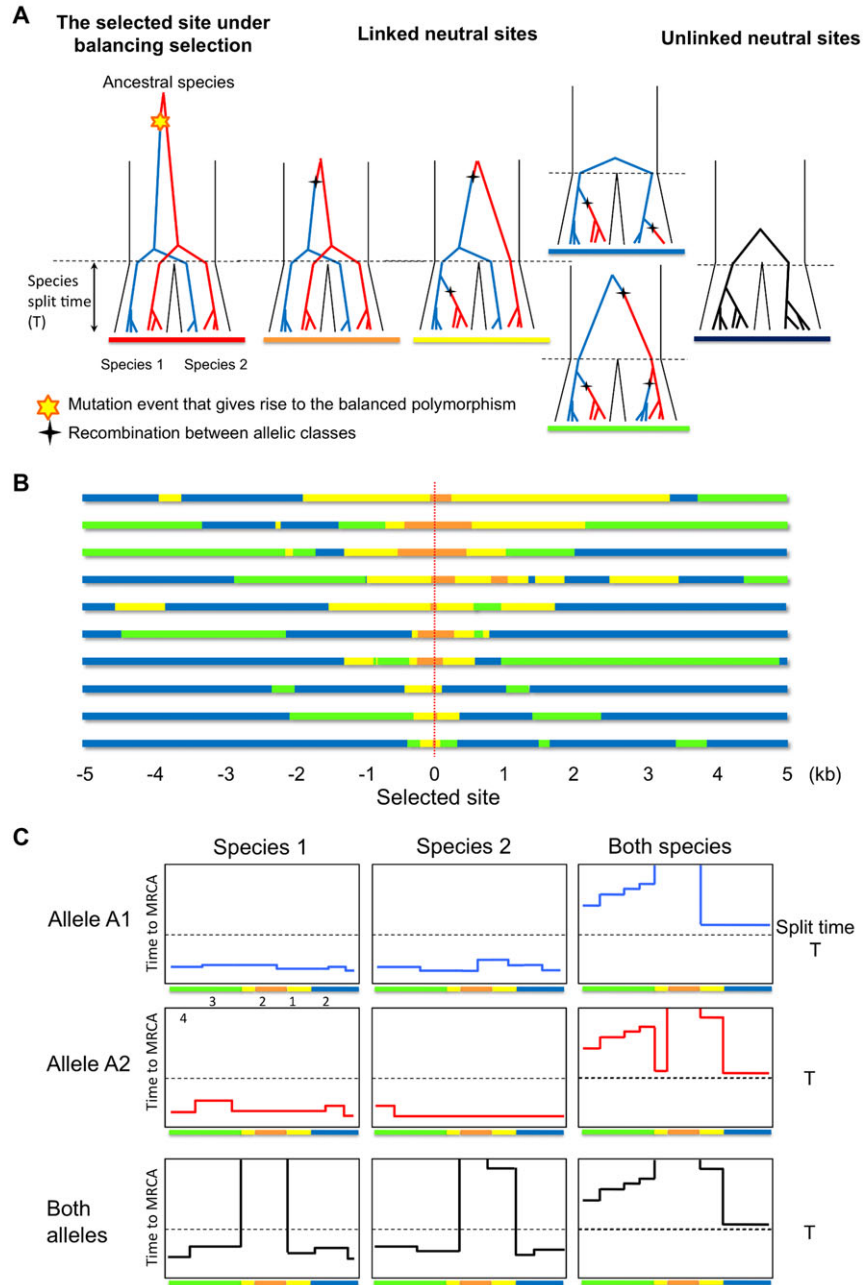 A
The selected site under
balancing selection
Linked neutral sites
Unlinked neutral sites
Ancestral species
Species
split time
(T)
Species 1
Species 2
Mutation event that gives rise to the balanced polymorphism
Recombination between allelic classes
B
-5 -4 -3 -2 -1 0 1 2 3 4 5 (kb)
Selected site
C
Species 1
Species 2
Both species
Allele A1
Time to MRCA
Split time
T
3 2 1 2
4
Allele A2
Time to MRCA
T
Both
alleles
Time to MRCA
T